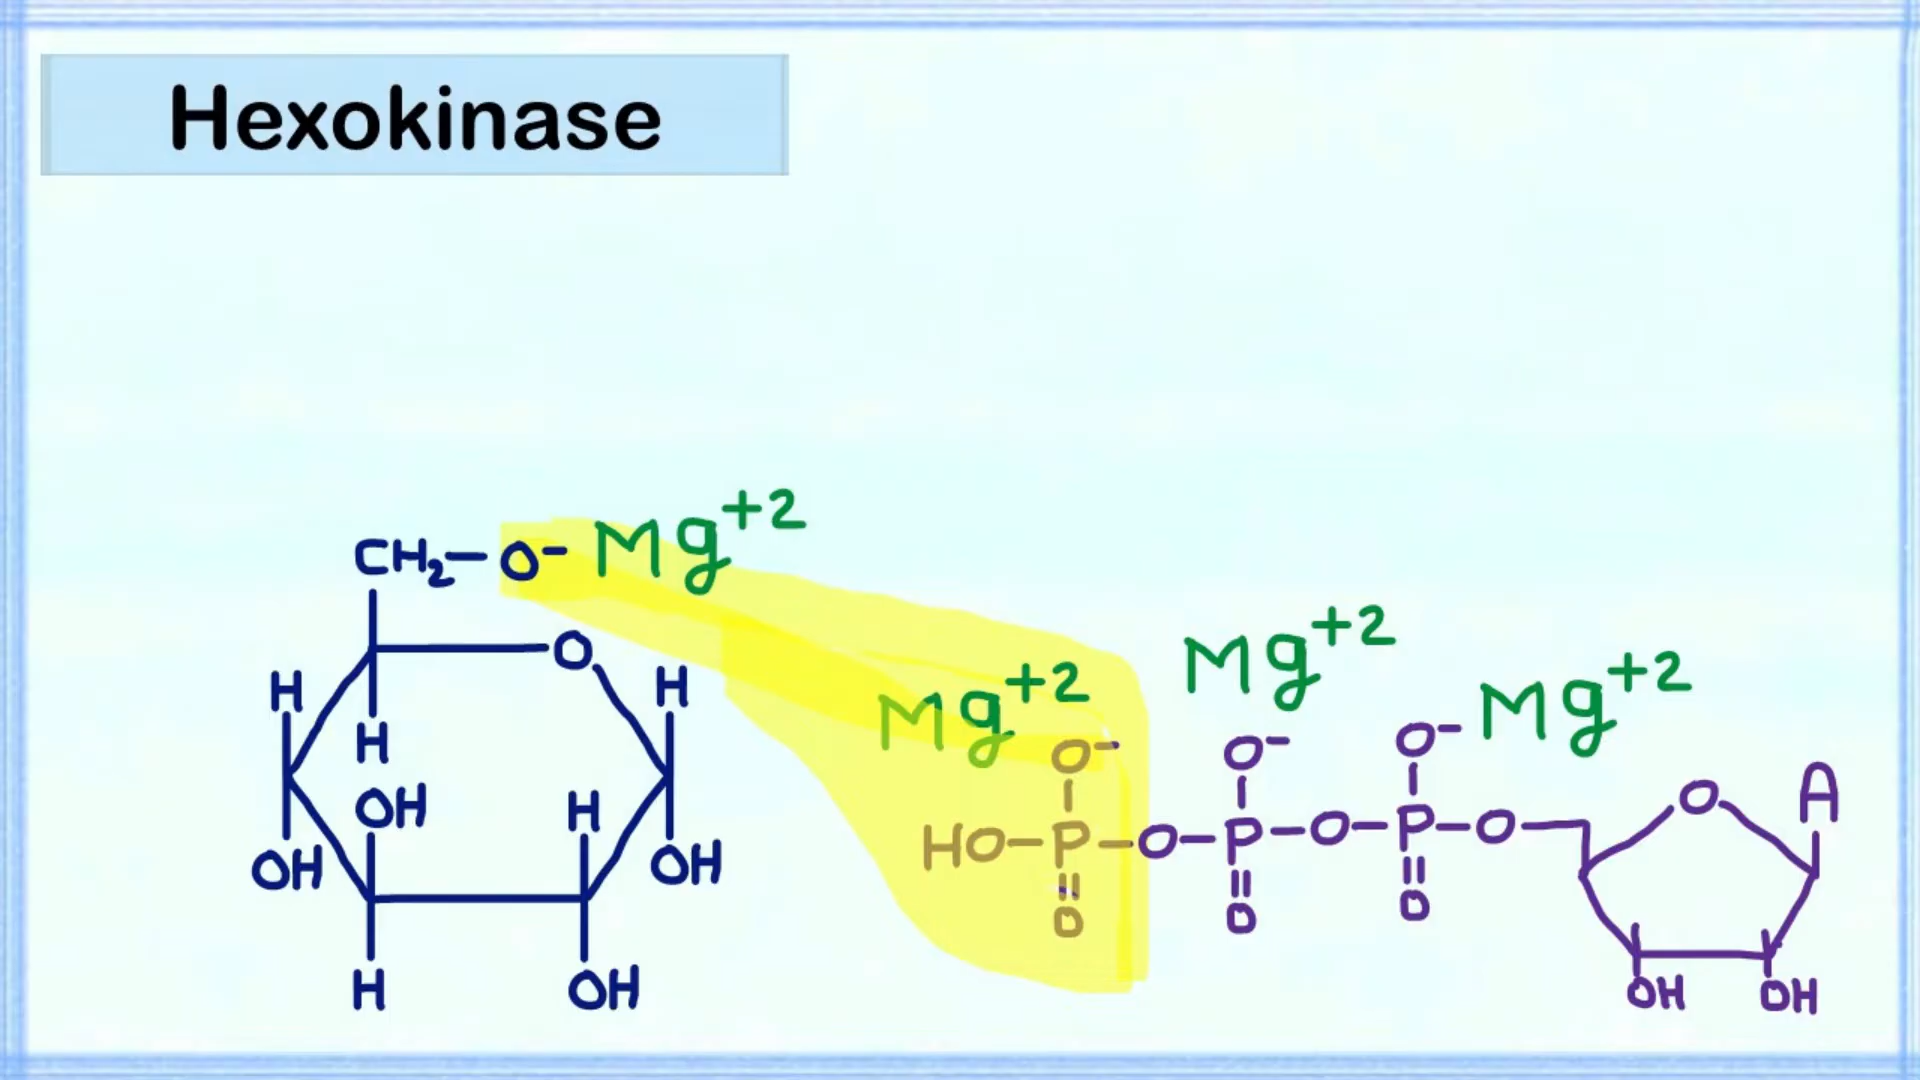 Hexokinase
CH₂–O⁻ Mg⁺²
O
H
H
H
OH
H
OH
OH
H
OH
Mg⁺² Mg⁺² Mg⁺²
O⁻ O⁻ O⁻
HO–P–O–P–O–P–O
O O O
O A
OH OH